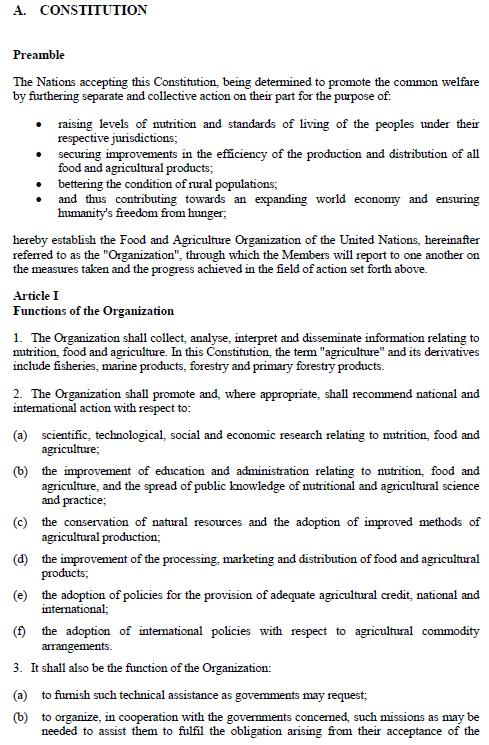 A. CONSTITUTION
Preamble
The Nations accepting this Constitution, being determined to promote the common welfare
by furthering separate and collective action on their part for the purpose of:
• raising levels of nutrition and standards of living of the peoples under their
respective jurisdictions;
• securing improvements in the efficiency of the production and distribution of all
food and agricultural products;
• bettering the condition of rural populations;
• and thus contributing towards an expanding world economy and ensuring
humanity's freedom from hunger;
hereby establish the Food and Agriculture Organization of the United Nations, hereinafter
referred to as the "Organization", through which the Members will report to one another on
the measures taken and the progress achieved in the field of action set forth above.
Article I
Functions of the Organization
1. The Organization shall collect, analyse, interpret and disseminate information relating to
nutrition, food and agriculture. In this Constitution, the term "agriculture" and its derivatives
include fisheries, marine products, forestry and primary forestry products.
2. The Organization shall promote and, where appropriate, shall recommend national and
international action with respect to:
(a) scientific, technological, social and economic research relating to nutrition, food and
agriculture;
(b) the improvement of education and administration relating to nutrition, food and
agriculture, and the spread of public knowledge of nutritional and agricultural science
and practice;
(c) the conservation of natural resources and the adoption of improved methods of
agricultural production;
(d) the improvement of the processing, marketing and distribution of food and agricultural
products;
(e) the adoption of policies for the provision of adequate agricultural credit, national and
international;
(f) the adoption of international policies with respect to agricultural commodity
arrangements.
3. It shall also be the function of the Organization:
(a) to furnish such technical assistance as governments may request;
(b) to organize, in cooperation with the governments concerned, such missions as may be
needed to assist them to fulfil the obligation arising from their acceptance of the